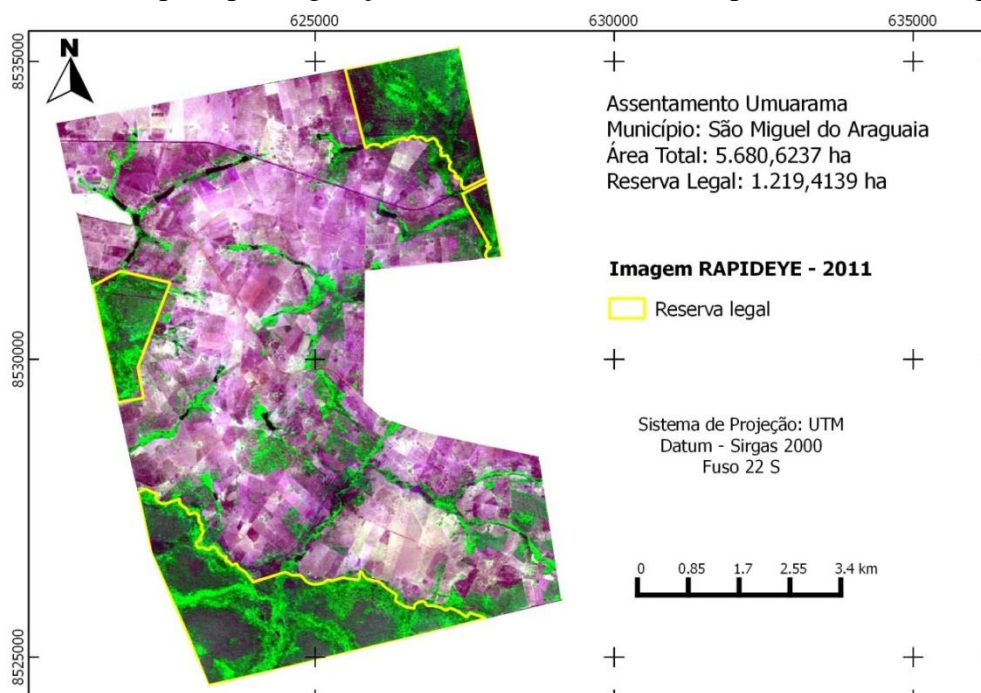 625000
630000
635000
8535000
8530000
8525000
N
Assentamento Umuarama
Município: São Miguel do Araguaia
Área Total: 5.680,6237 ha
Reserva Legal: 1.219,4139 ha
Imagem RAPIDEYE - 2011
Reserva legal
Sistema de Projeção: UTM
Datum - Sirgas 2000
Fuso 22 S
0 0.85 1.7 2.55 3.4 km